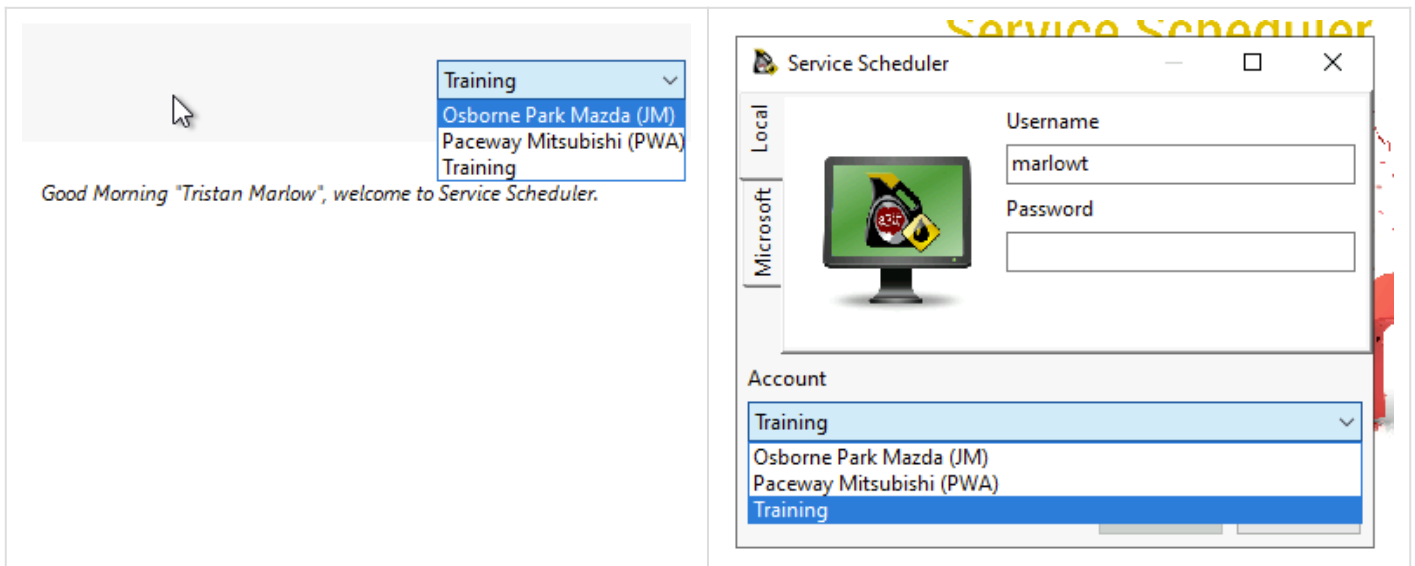 Training
Osborne Park Mazda (JM)
Paceway Mitsubishi (PWA)
Training
Good Morning "Tristan Marlow", welcome to Service Scheduler.
Service Scheduler
Service Scheduler
Local
Microsoft
Username
marlowt
Password
Account
Training
Osborne Park Mazda (JM)
Paceway Mitsubishi (PWA)
Training